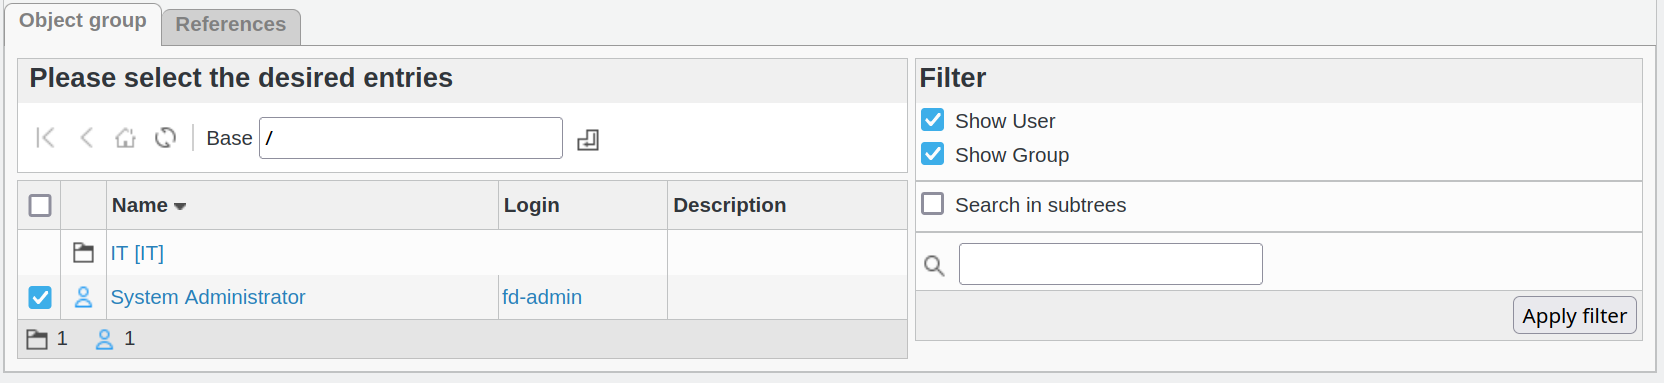 Object group References
Please select the desired entries
Base /
Name Login Description
IT [IT]
System Administrator fd-admin
1 1
Filter
Show User
Show Group
Search in subtrees
Apply filter